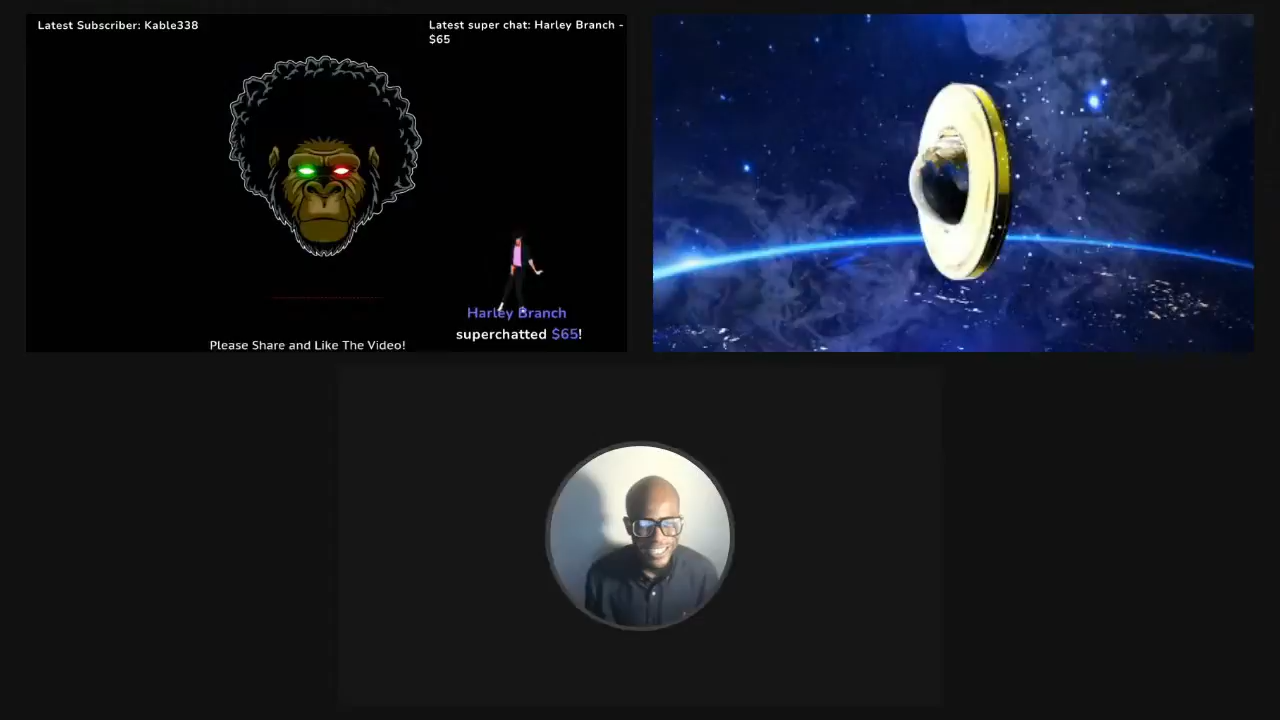 Latest Subscriber: Kable338
Latest super chat: Harley Branch -
$65
Harley Branch
superchatted $65!
Please Share and Like The Video!